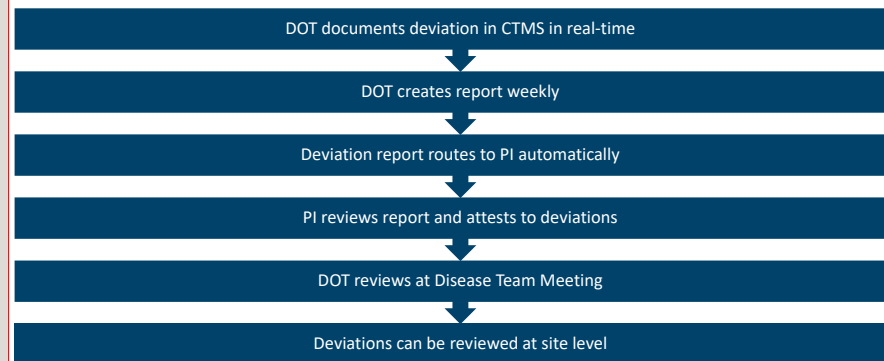 DOT documents deviation in CTMS in real-time
DOT creates report weekly
Deviation report routes to PI automatically
PI reviews report and attests to deviations
DOT reviews at Disease Team Meeting
Deviations can be reviewed at site level